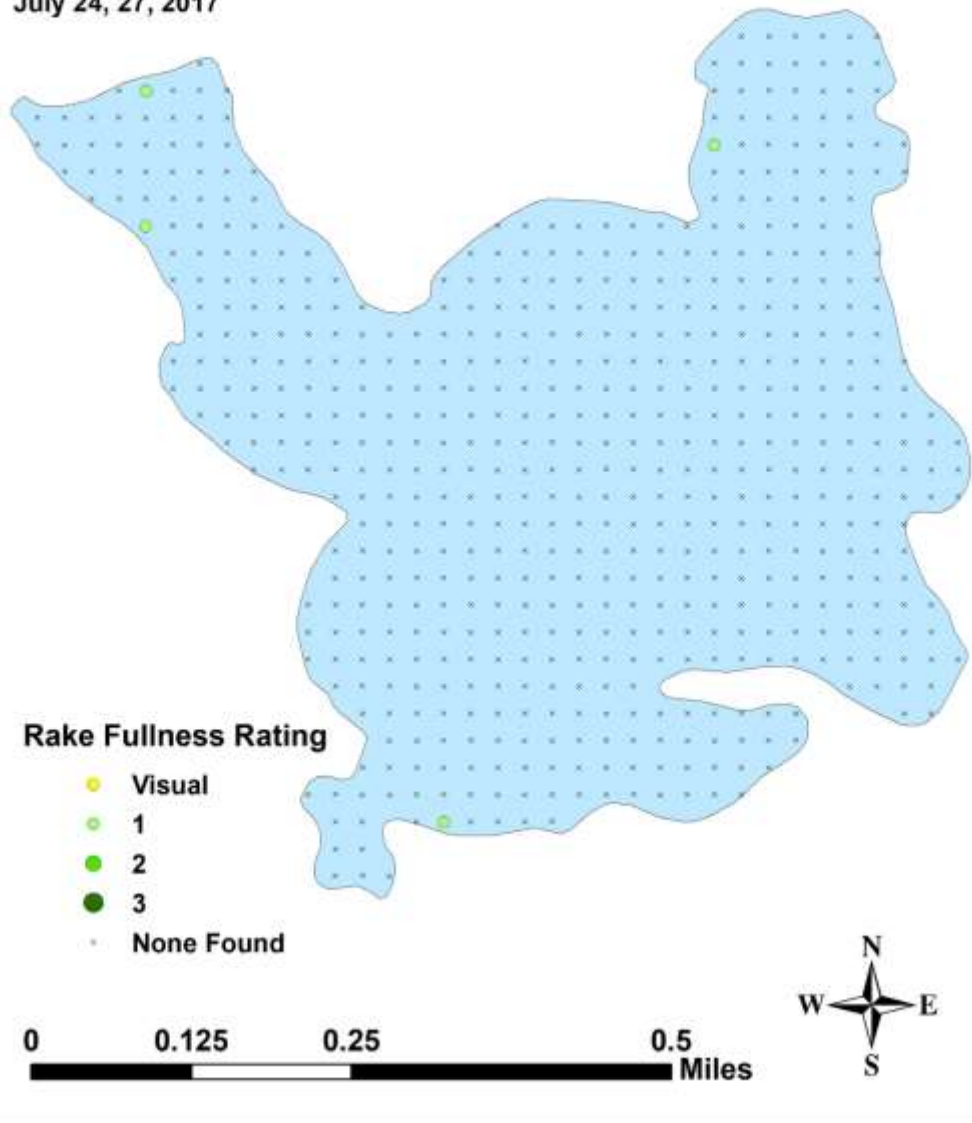 July 24, 27, 2017
Rake Fullness Rating
Visual
1
2
3
None Found
N
W E
S
0 0.125 0.25 0.5
Miles